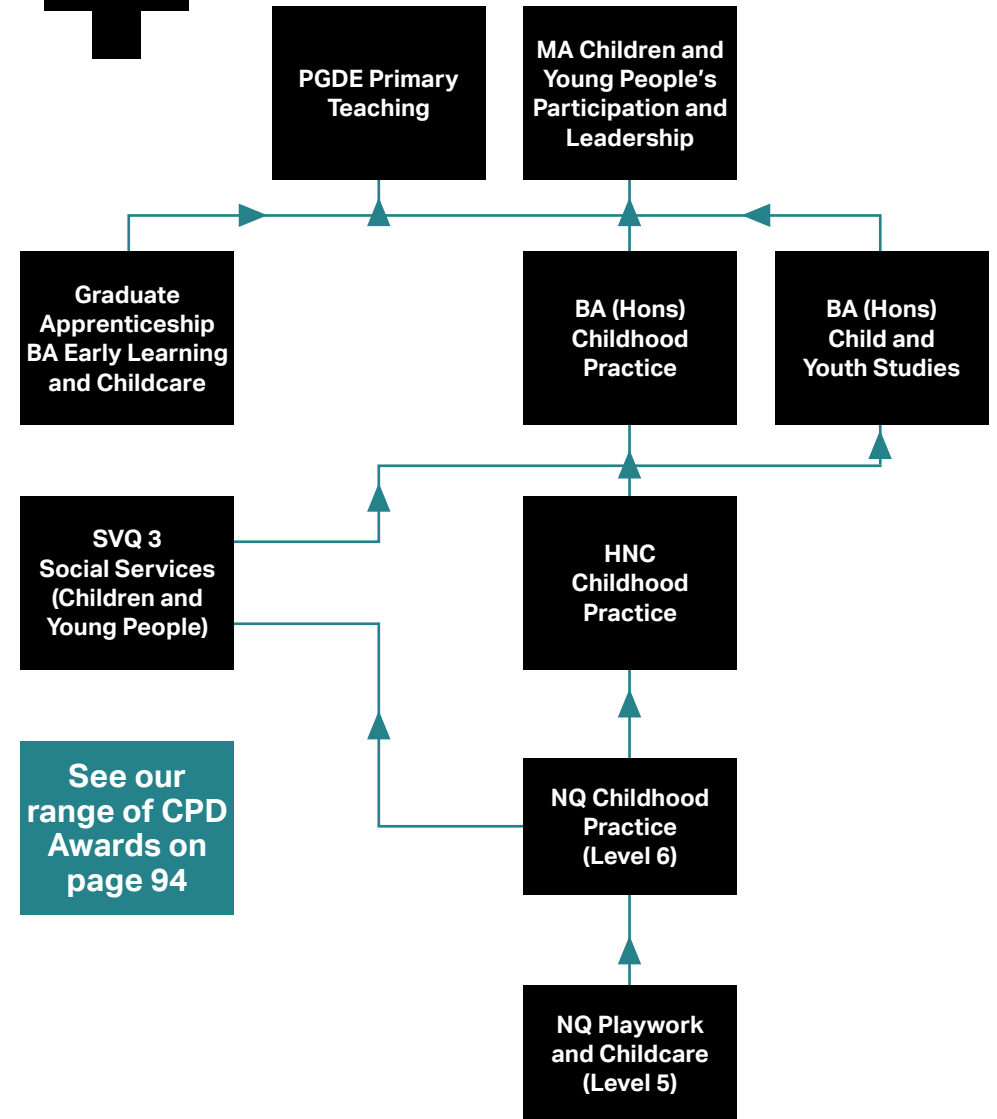 PGDE Primary
Teaching
MA Children and
Young People's
Participation and
Leadership
Graduate
Apprenticeship
BA Early Learning
and Childcare
BA (Hons)
Childhood
Practice
BA (Hons)
Child and
Youth Studies
SVQ 3
Social Services
(Children and
Young People)
HNC
Childhood
Practice
See our
range of CPD
Awards on
page 94
NQ Childhood
Practice
(Level 6)
NQ Playwork
and Childcare
(Level 5)